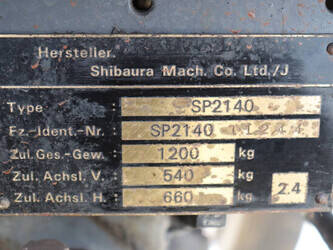 Hersteller.
Shibaura Mach. Co. Ltd./J
Type : SP2140
Fz.-Ident.-Nr. : SP2140 11244
Zul.Ges.-Gew. : 1200 kg
Zul. Achsl. V. : 540 kg
Zul. Achsl. H. : 660 kg
2.4